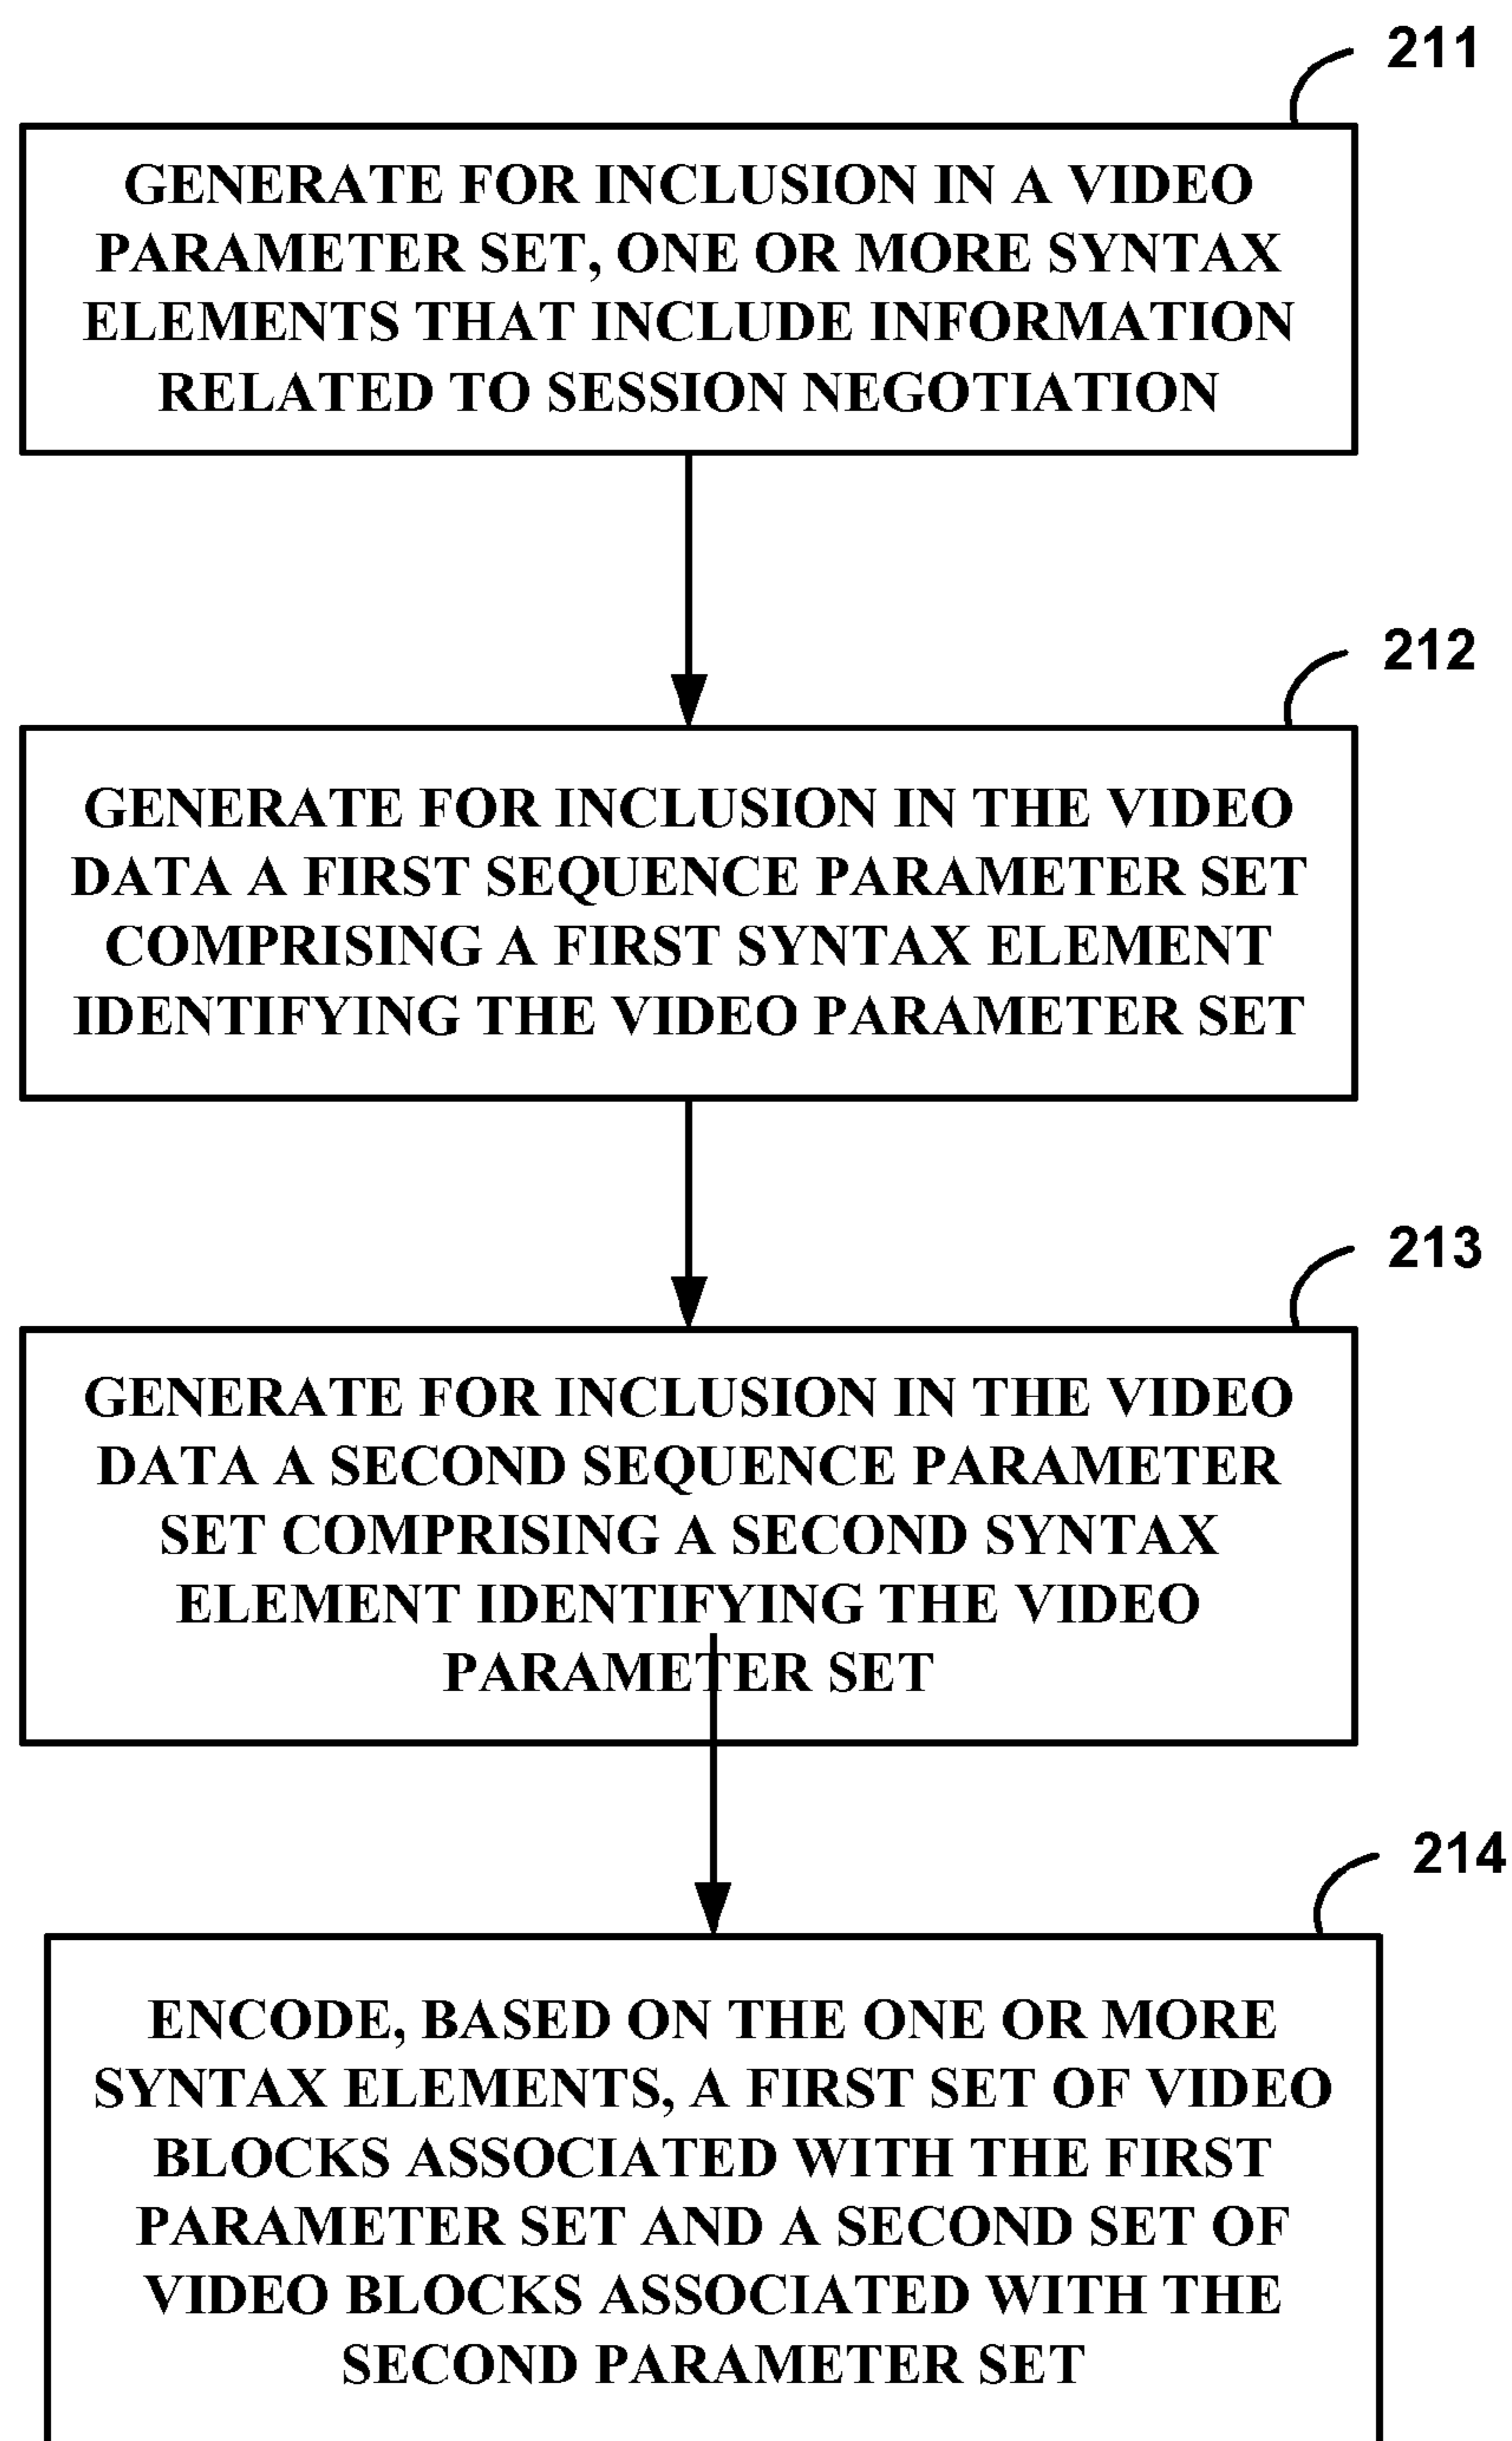 211
GENERATE FOR INCLUSION IN A VIDEO
PARAMETER SET, ONE OR MORE SYNTAX
ELEMENTS THAT INCLUDE INFORMATION
RELATED TO SESSION NEGOTIATION
212
GENERATE FOR INCLUSION IN THE VIDEO
DATA A FIRST SEQUENCE PARAMETER SET
COMPRISING A FIRST SYNTAX ELEMENT
IDENTIFYING THE VIDEO PARAMETER SET
213
GENERATE FOR INCLUSION IN THE VIDEO
DATA A SECOND SEQUENCE PARAMETER
SET COMPRISING A SECOND SYNTAX
ELEMENT IDENTIFYING THE VIDEO
PARAMETER SET
214
ENCODE, BASED ON THE ONE OR MORE
SYNTAX ELEMENTS, A FIRST SET OF VIDEO
BLOCKS ASSOCIATED WITH THE FIRST
PARAMETER SET AND A SECOND SET OF
VIDEO BLOCKS ASSOCIATED WITH THE
SECOND PARAMETER SET